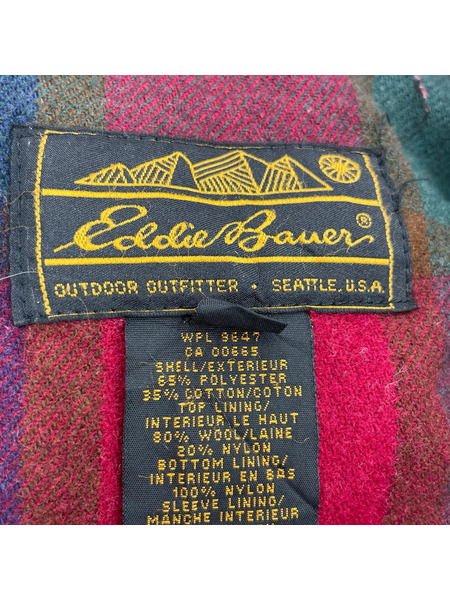 Eddie Bauer®
OUTDOOR OUTFITTER • SEATTLE, U.S.A.
WPL 9647
CA 00665
SHELL/EXTERIEUR
65% POLYESTER
35% COTTON/COTON
TOP LINING/
INTERIEUR LE HAUT
80% WOOL/LAINE
20% NYLON
BOTTOM LINING/
INTERIEUR EN BAS
100% NYLON
SLEEVE LINING/
MANCHE INTERIEUR